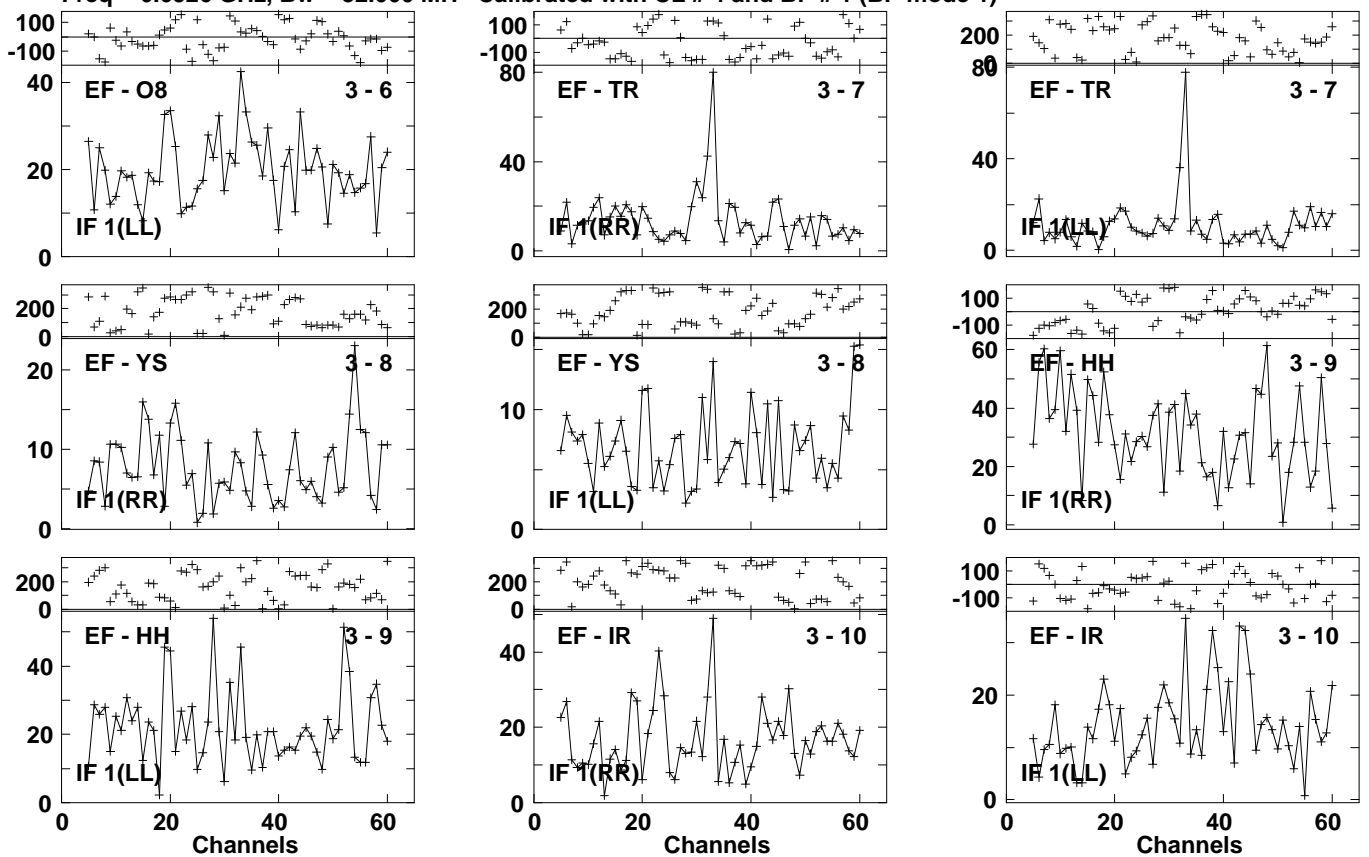 100
-100
40
20
0
EF - O8 3 - 6
IF 1(LL)
100
-100
80
40
0
EF - TR 3 - 7
IF 1(RR)
200
0
80
40
0
EF - TR 3 - 7
IF 1(LL)
200
0
20
10
0
EF - YS 3 - 8
IF 1(RR)
200
0
10
0
EF - YS 3 - 8
IF 1(LL)
100
-100
60
40
20
0
EF - HH 3 - 9
IF 1(RR)
200
0
40
20
0
EF - HH 3 - 9
IF 1(LL)
0 20 40 60
Channels
200
0
40
20
0
EF - IR 3 - 10
IF 1(RR)
0 20 40 60
Channels
100
-100
20
0
EF - IR 3 - 10
IF 1(LL)
0 20 40 60
Channels